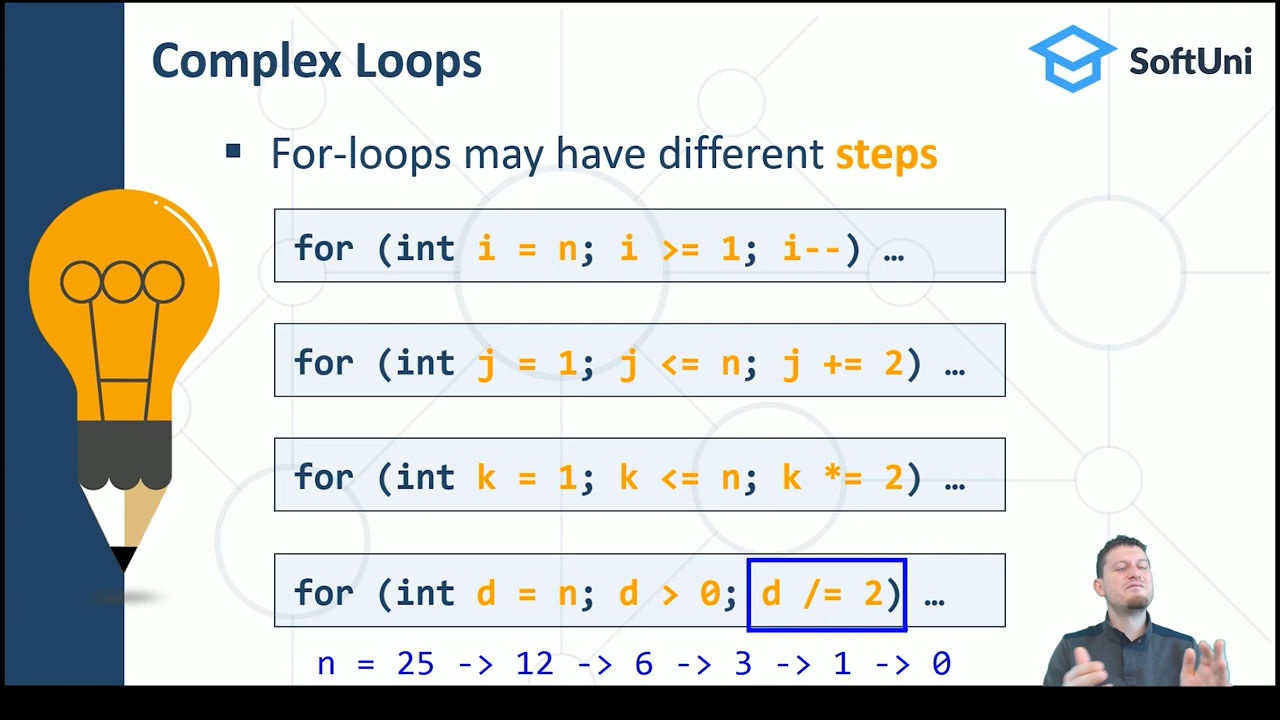 Complex Loops
SoftUni
▪ For-loops may have different steps
for (int i = n; i >= 1; i--) …
for (int j = 1; j <= n; j += 2) …
for (int k = 1; k <= n; k *= 2) …
for (int d = n; d > 0; d /= 2) …
n = 25 -> 12 -> 6 -> 3 -> 1 -> 0